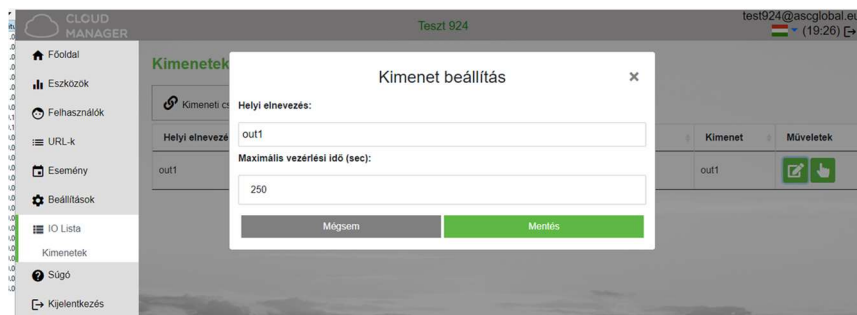 CLOUD
MANAGER
Teszt 924
test924@ascglobal.eu
(19:26)
Főoldal
Eszközök
Felhasználók
URL-k
Esemény
Beállítások
IO Lista
Kimenetek
Súgó
Kijelentkezés
Kimenetek
Kimeneti
Helyi elnevezé
out1
Kimenet beállítás
×
Helyi elnevezés:
out1
Maximális vezérlési idő (sec):
250
Mégsem
Mentés
Kimenet
Műveletek
out1